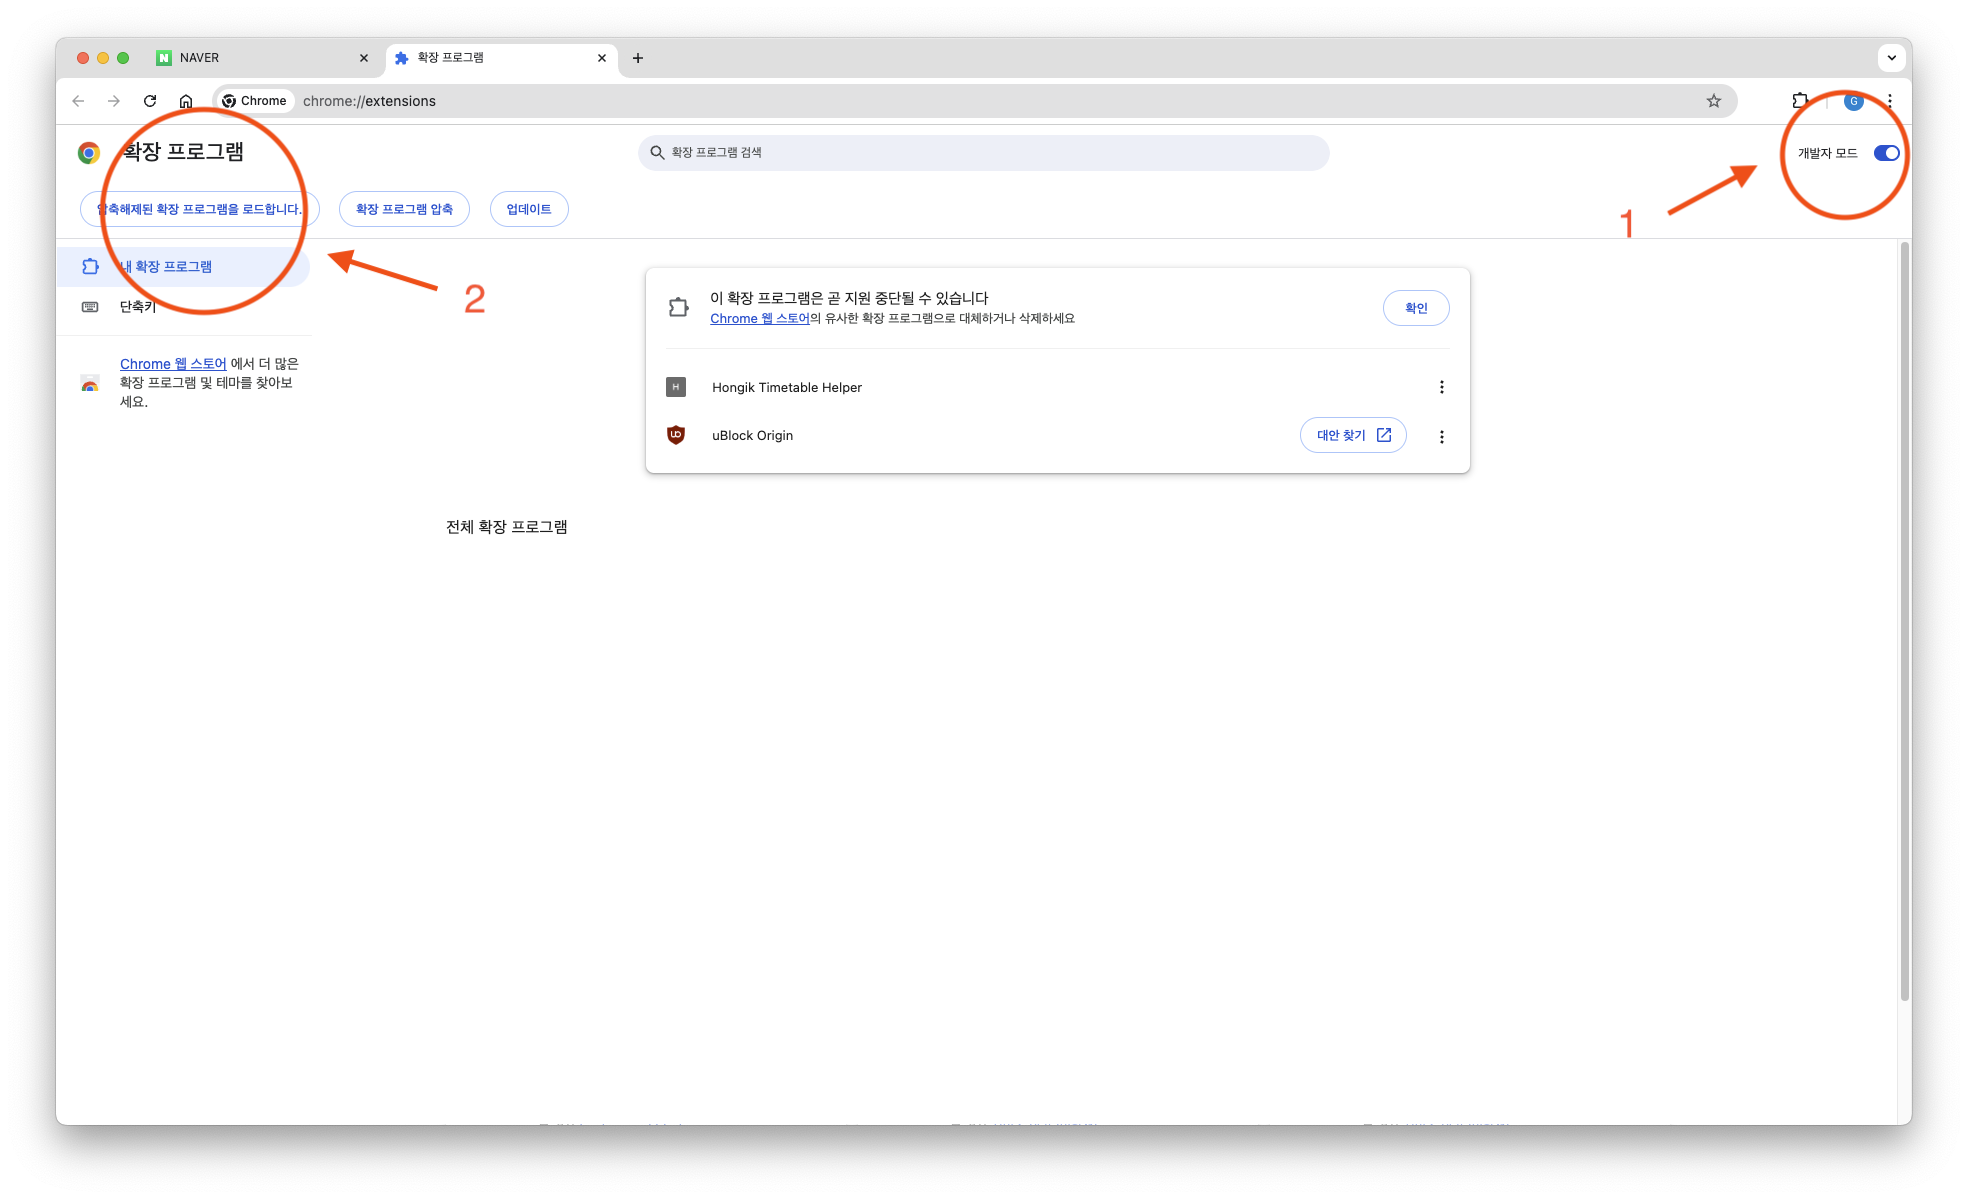 NAVER
확장 프로그램
Chrome
chrome://extensions
G
확장 프로그램
확장 프로그램 검색
개발자 모드
압축해제된 확장 프로그램을 로드합니다.
확장 프로그램 압축
업데이트
1
내 확장 프로그램
단축키
2
Chrome 웹 스토어 에서 더 많은
확장 프로그램 및 테마를 찾아보
세요.
이 확장 프로그램은 곧 지원 중단될 수 있습니다
Chrome 웹 스토어의 유사한 확장 프로그램으로 대체하거나 삭제하세요
확인
H
Hongik Timetable Helper
uBlock Origin
대안 찾기
전체 확장 프로그램